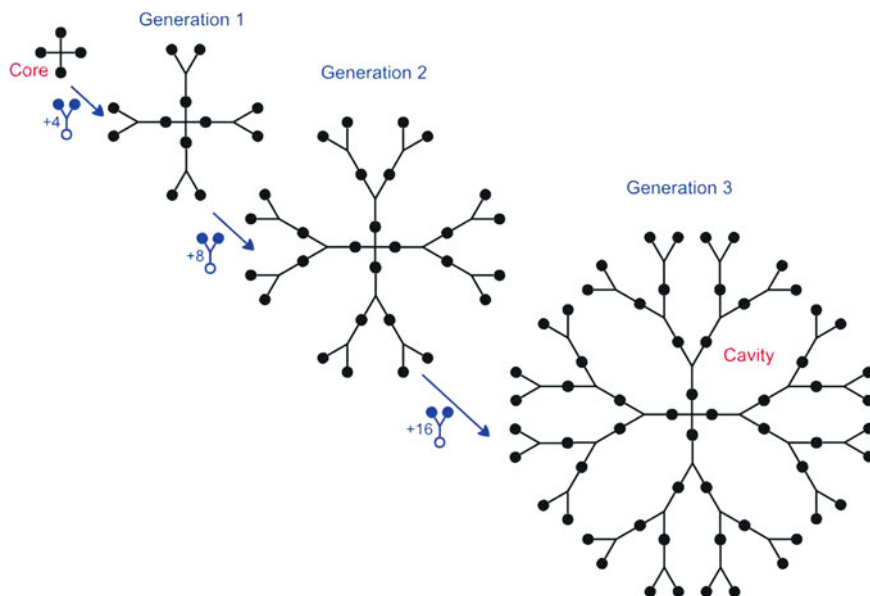 Generation 1
Core
+4
Generation 2
+8
Generation 3
Cavity
+16